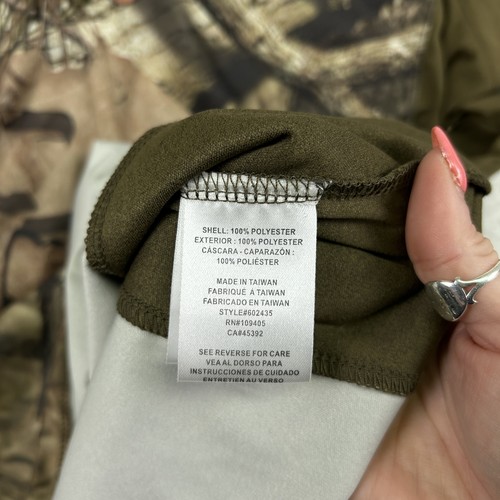 SHELL: 100% POLYESTER
EXTERIOR : 100% POLYESTER
CÁSCARA - CAPARAZÓN :
100% POLIÉSTER
MADE IN TAIWAN
FABRIQUÉ A TAIWAN
FABRICADO EN TAIWAN
STYLE#602435
RN#109405
CA#45392
SEE REVERSE FOR CARE
VEA AL DORSO PARA
INSTRUCCIONES DE CUIDADO
ENTRETIEN AU VERSO